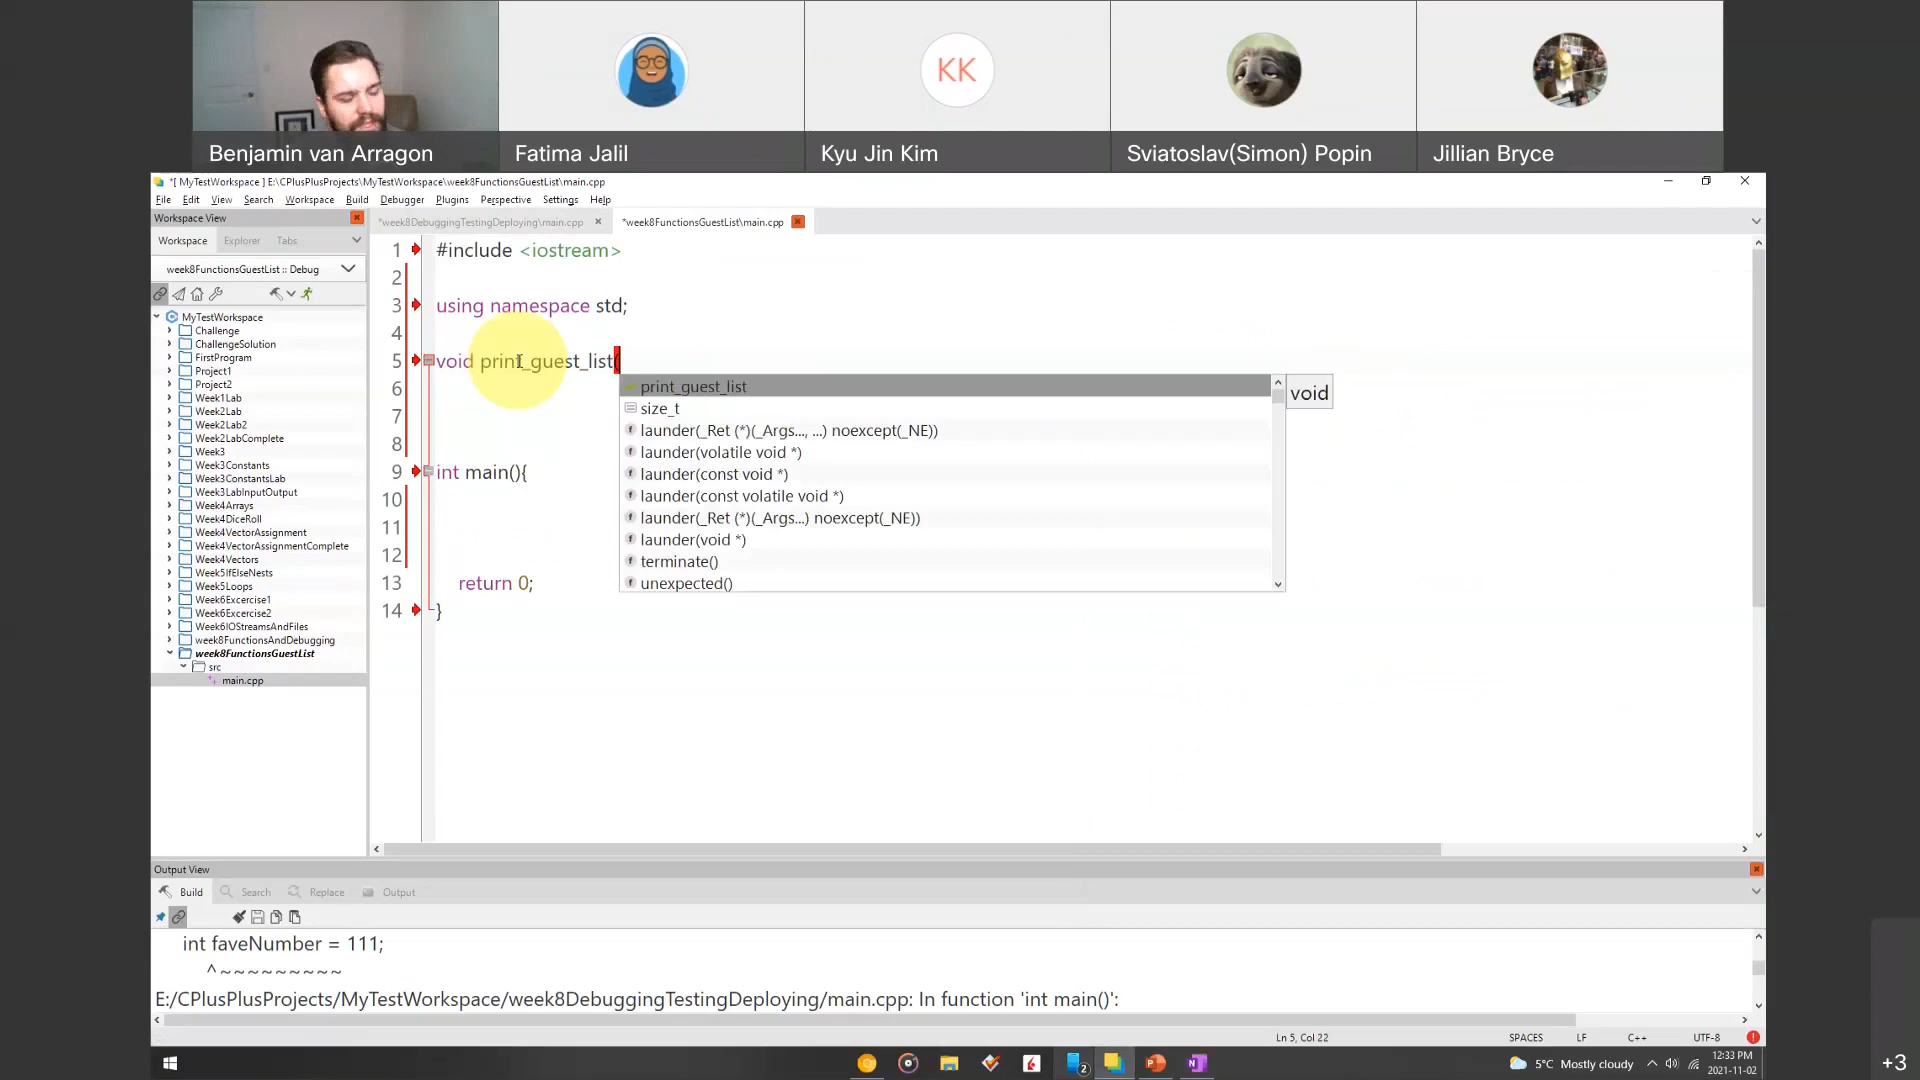 KK
Benjamin van Arragon
Fatima Jalil
Kyu Jin Kim
Sviatoslav(Simon) Popin
Jillian Bryce
*[ MyTestWorkspace ] E:\CPlusPlusProjects\MyTestWorkspace\week8FunctionsGuestList\main.cpp
File Edit View Search Workspace Build Debugger Plugins Perspective Settings Help
Workspace View
*week8DebuggingTestingDeploying\main.cpp
*week8FunctionsGuestList\main.cpp
Workspace Explorer Tabs
week8FunctionsGuestList :: Debug
MyTestWorkspace
Challenge
ChallengeSolution
FirstProgram
Project1
Project2
Week1Lab
Week2Lab
Week2Lab2
Week2LabComplete
Week3
Week3Constants
Week3ConstantsLab
Week3LabInputOutput
Week4Arrays
Week4DiceRoll
Week4VectorAssignment
Week4VectorAssignmentComplete
Week4Vectors
Week5IfElseNests
Week5Loops
Week6Excercise1
Week6Excercise2
Week6IOStreamsAndFiles
week8FunctionsAndDebugging
week8FunctionsGuestList
src
main.cpp
1 #include <iostream>
2
3 using namespace std;
4
5 void print_guest_list(
6
7
8
9 int main(){
10
11
12
13 return 0;
14 }
print_guest_list
size_t
launder(_Ret (*)(_Args..., ...) noexcept(_NE))
launder(volatile void *)
launder(const void *)
launder(const volatile void *)
launder(_Ret (*)(_Args...) noexcept(_NE))
launder(void *)
terminate()
unexpected()
void
Output View
Build Search Replace Output
int faveNumber = 111;
^~~~~~~~~~
E:/CPlusPlusProjects/MyTestWorkspace/week8DebuggingTestingDeploying/main.cpp: In function 'int main()':
Ln 5, Col 22 SPACES LF C++ UTF-8
2
5°C Mostly cloudy
12:33 PM
2021-11-02
+3